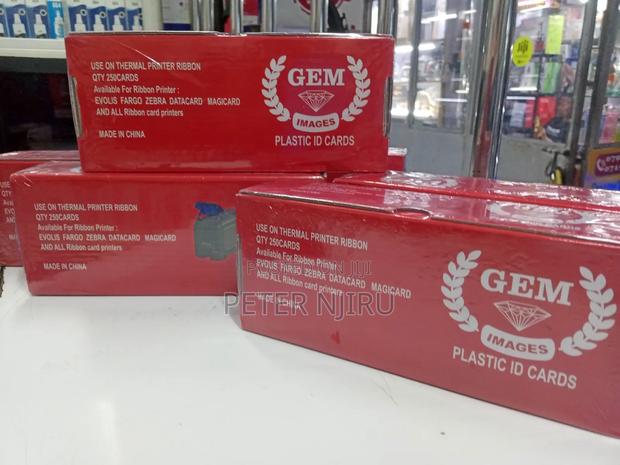 USE ON THERMAL PRINTER RIBBON
QTY 250CARDS
Available For Ribbon Printer :
EVOLIS FARGO ZEBRA DATACARD MAGICARD
AND ALL Ribbon card printers
MADE IN CHINA
GEM
IMAGES
PLASTIC ID CARDS
USE ON THERMAL PRINTER RIBBON
QTY 250CARDS
Available For Ribbon Printer :
EVOLIS FARGO ZEBRA DATACARD MAGICARD
AND ALL Ribbon card printers
MADE IN CHINA
USE ON THERMAL PRINTER RIBBON
QTY 250CARDS
Available For Ribbon Printer :
EVOLIS FARGO ZEBRA DATACARD MAGICARD
AND ALL Ribbon card printers
MADE IN CHINA
GEM
IMAGES
PLASTIC ID CARDS
PETER NJIRU
Jiji